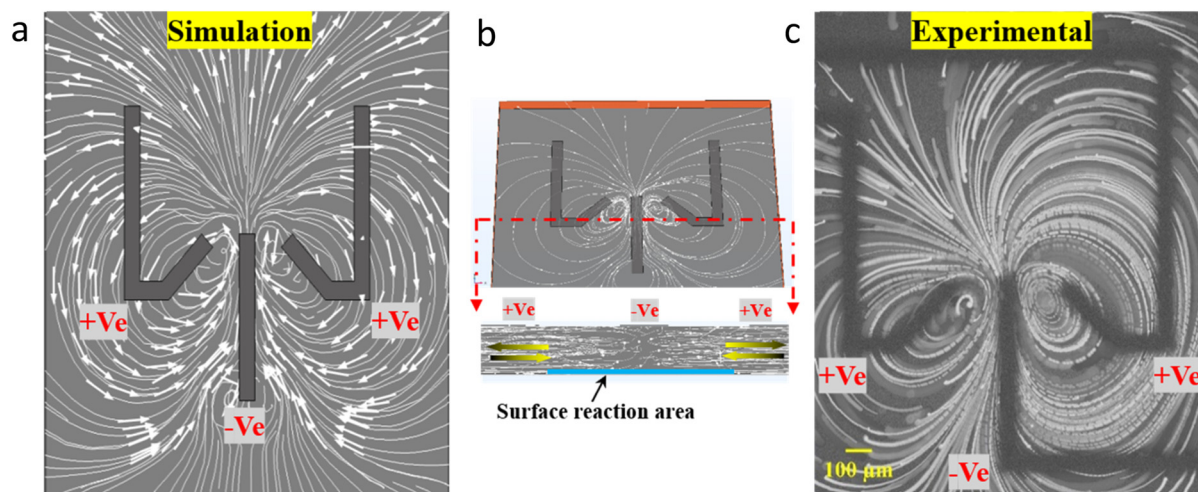 a
Simulation
+Ve
+Ve
-Ve
b
+Ve
-Ve
+Ve
Surface reaction area
c
Experimental
+Ve
+Ve
100 µm
-Ve